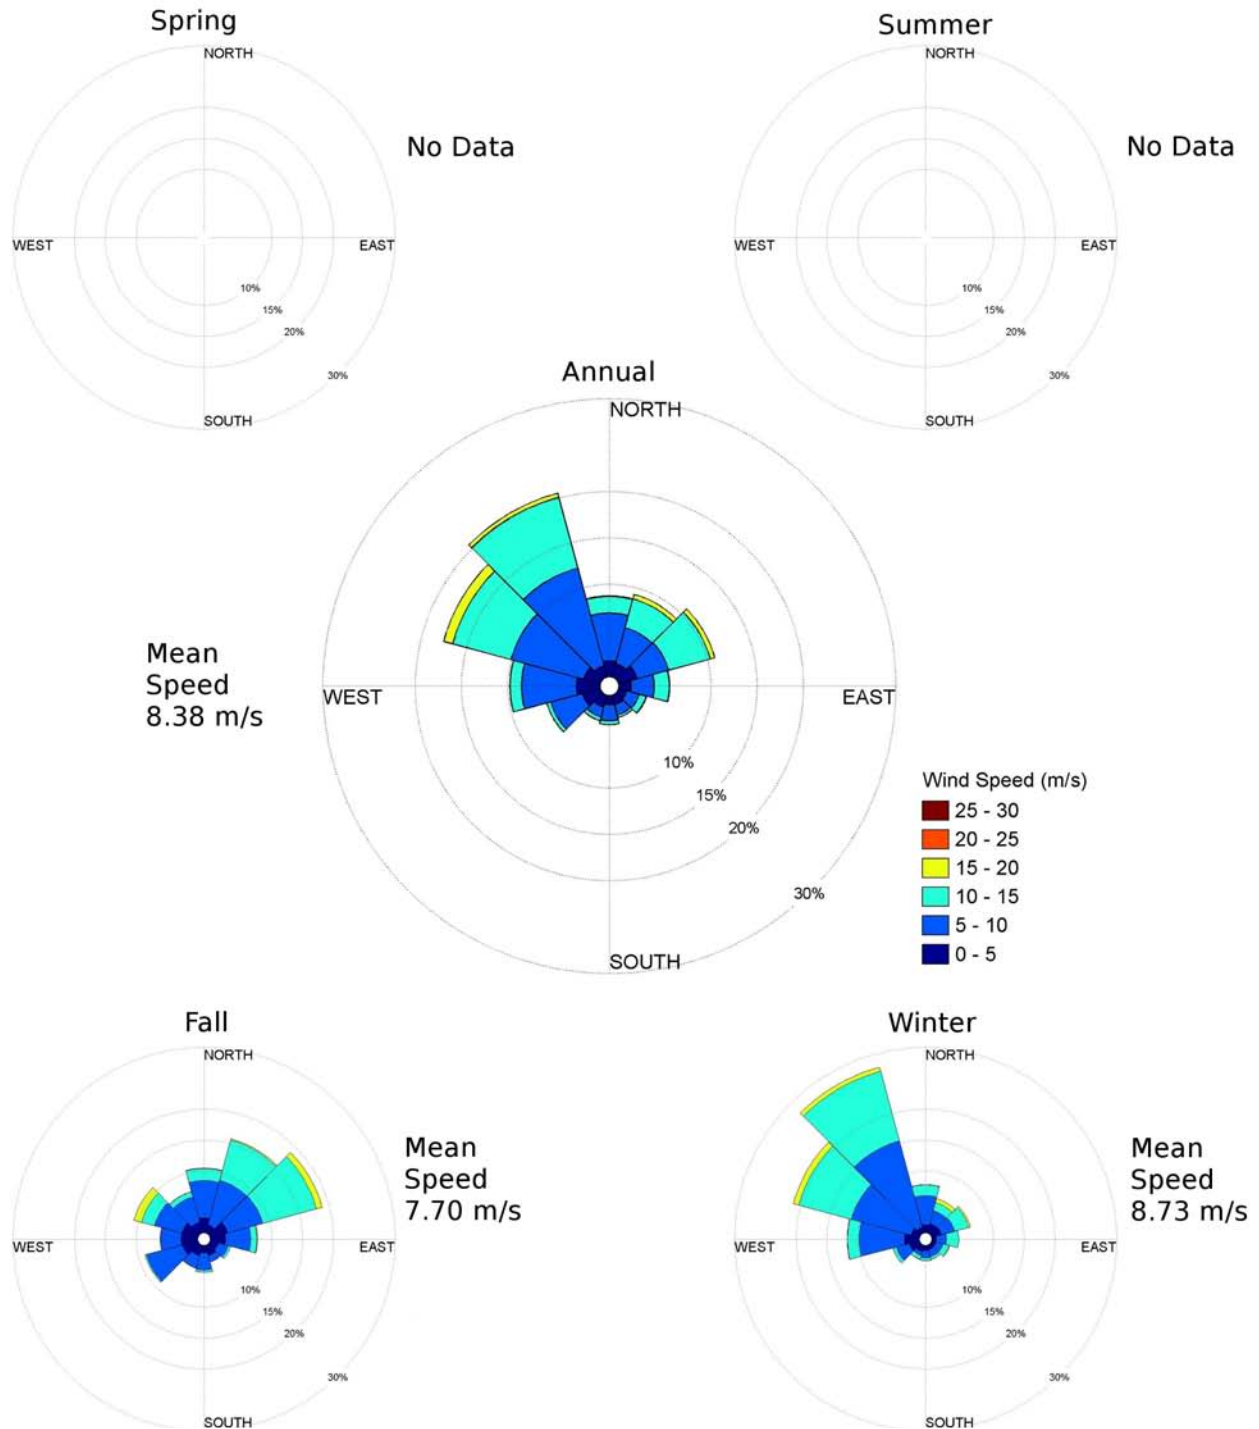 Spring
NORTH
No Data
WEST
EAST
10%
15%
20%
30%
SOUTH
Summer
NORTH
No Data
WEST
EAST
10%
15%
20%
30%
SOUTH
Annual
NORTH
Mean
Speed
8.38 m/s
WEST
EAST
10%
15%
20%
30%
SOUTH
Wind Speed (m/s)
25 - 30
20 - 25
15 - 20
10 - 15
5 - 10
0 - 5
Fall
NORTH
Mean
Speed
7.70 m/s
WEST
EAST
10%
15%
20%
30%
SOUTH
Winter
NORTH
Mean
Speed
8.73 m/s
WEST
EAST
10%
15%
20%
30%
SOUTH